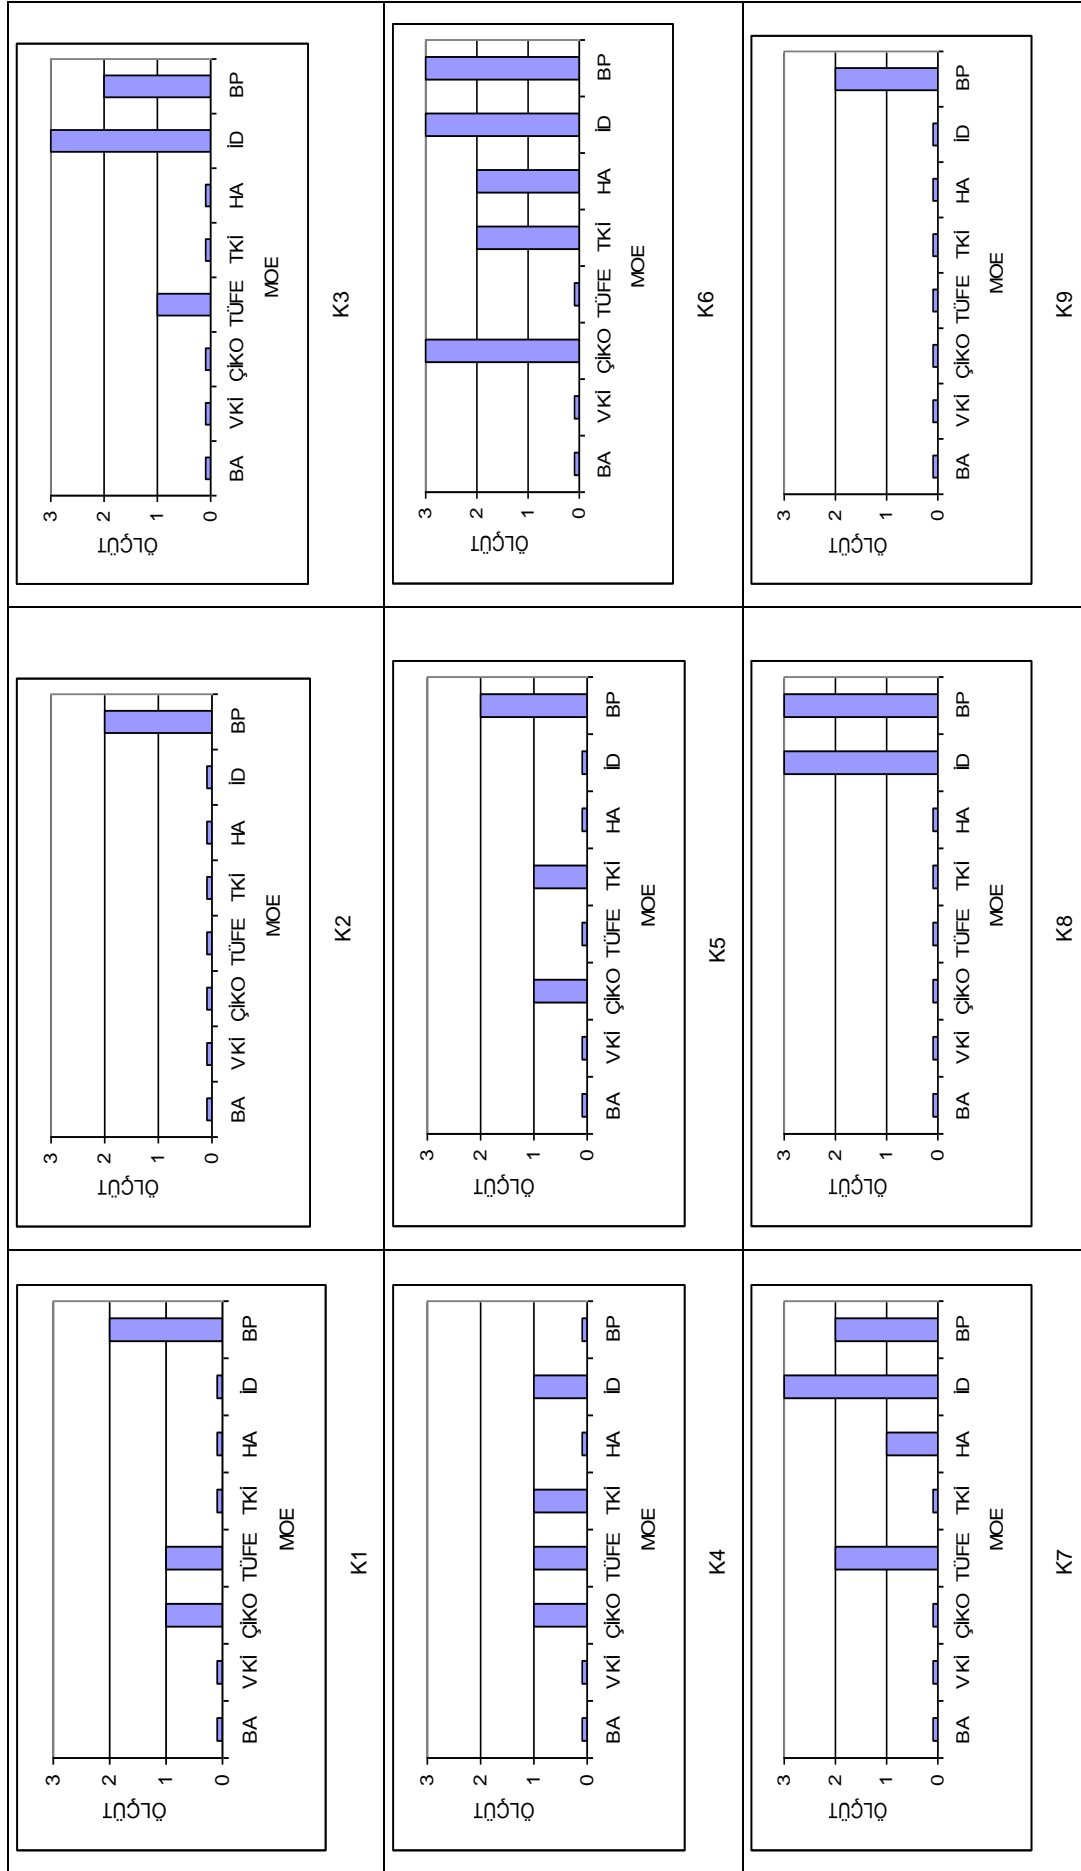 ÖLÇÜT
3
2
1
0
BA VKİ ÇİKO TÜFE TKİ HA İD BP
MOE
K1
ÖLÇÜT
3
2
1
0
BA VKİ ÇİKO TÜFE TKİ HA İD BP
MOE
K2
ÖLÇÜT
3
2
1
0
BA VKİ ÇİKO TÜFE TKİ HA İD BP
MOE
K3
ÖLÇÜT
3
2
1
0
BA VKİ ÇİKO TÜFE TKİ HA İD BP
MOE
K4
ÖLÇÜT
3
2
1
0
BA VKİ ÇİKO TÜFE TKİ HA İD BP
MOE
K5
ÖLÇÜT
3
2
1
0
BA VKİ ÇİKO TÜFE TKİ HA İD BP
MOE
K6
ÖLÇÜT
3
2
1
0
BA VKİ ÇİKO TÜFE TKİ HA İD BP
MOE
K7
ÖLÇÜT
3
2
1
0
BA VKİ ÇİKO TÜFE TKİ HA İD BP
MOE
K8
ÖLÇÜT
3
2
1
0
BA VKİ ÇİKO TÜFE TKİ HA İD BP
MOE
K9